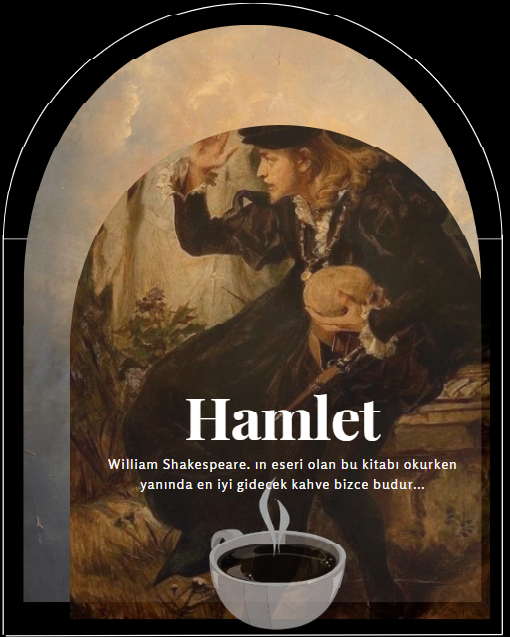 Hamlet
William Shakespeare. ın eseri olan bu kitabı okurken
yanında en iyi gidecek kahve bizce budur...